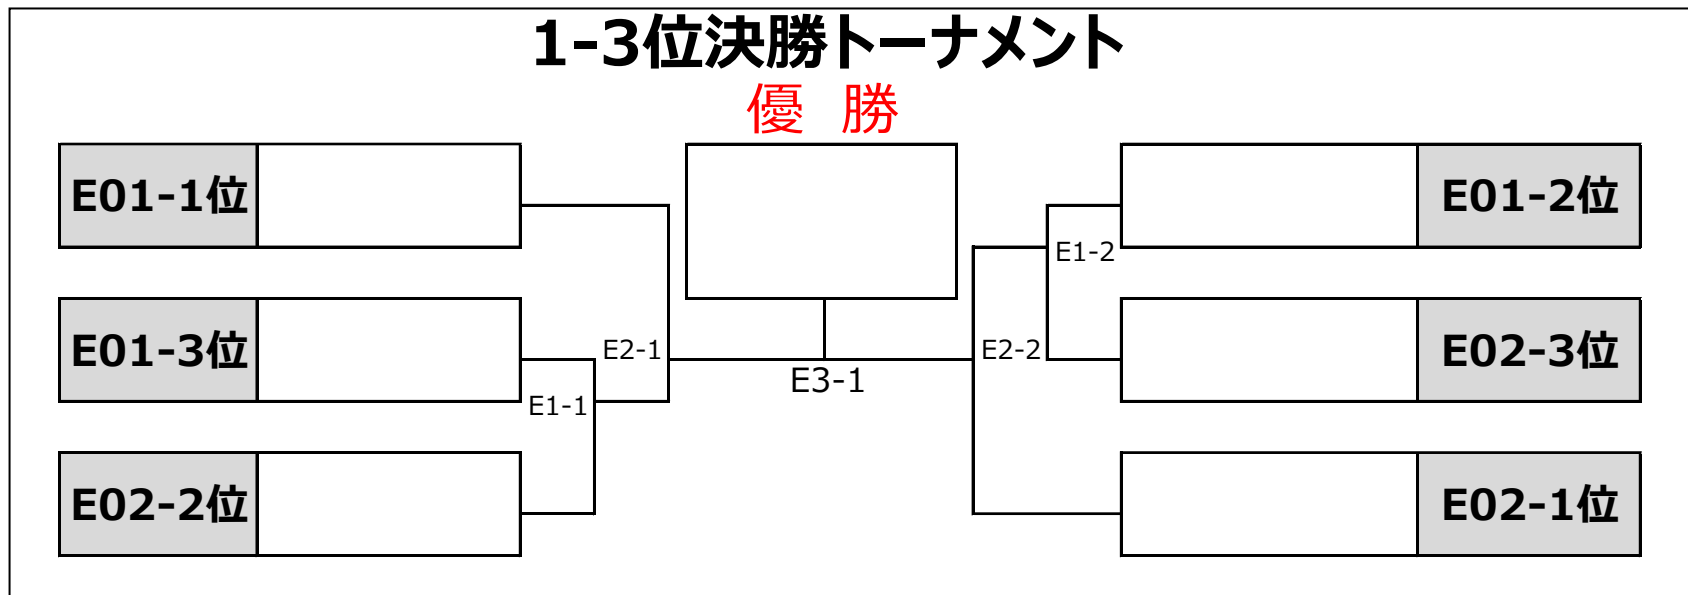 1-3位決勝トーナメント
優 勝
E01-1位
E01-2位
E1-2
E01-3位
E2-1
E2-2
E02-3位
E3-1
E1-1
E02-2位
E02-1位